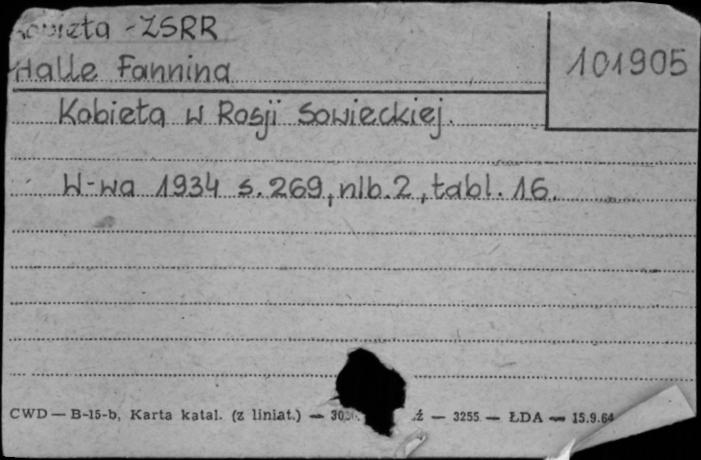 Kobieta - ZSRR
101905
Halle Fannina
Kobieta w Rosji Sowieckiej.
W-wa 1934 s. 269, nlb. 2, tabl. 16.
CWD — B-15-b, Karta katal. (z liniat.) — — 3255 — ŁDA — 15.9.64